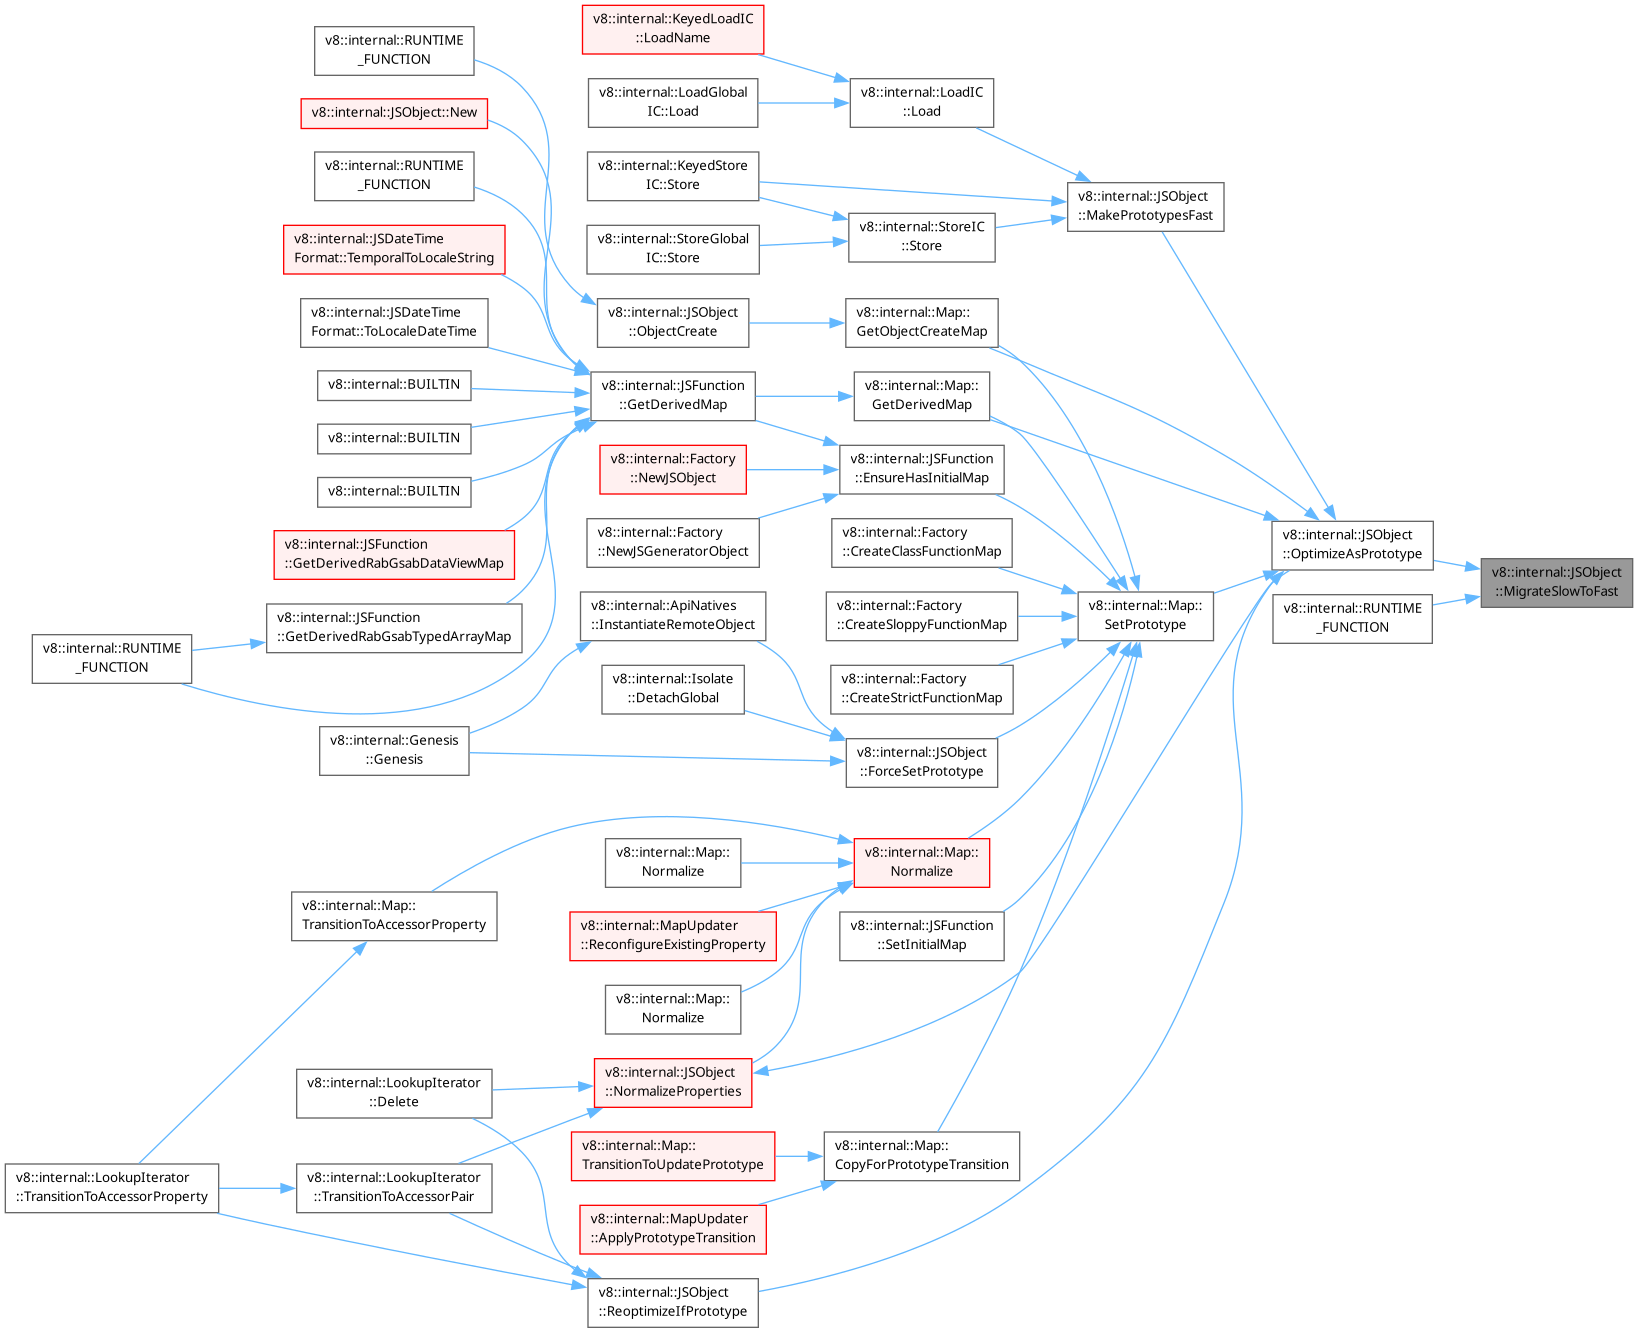 v8::internal::RUNTIME
_FUNCTION
v8::internal::JSObject::New
v8::internal::RUNTIME
_FUNCTION
v8::internal::JSDateTime
Format::TemporalToLocaleString
v8::internal::JSDateTime
Format::ToLocaleDateTime
v8::internal::BUILTIN
v8::internal::BUILTIN
v8::internal::BUILTIN
v8::internal::JSFunction
::GetDerivedRabGsabDataViewMap
v8::internal::JSFunction
::GetDerivedRabGsabTypedArrayMap
v8::internal::RUNTIME
_FUNCTION
v8::internal::Genesis
::Genesis
v8::internal::Map::
TransitionToAccessorProperty
v8::internal::LookupIterator
::Delete
v8::internal::LookupIterator
::TransitionToAccessorProperty
v8::internal::LookupIterator
::TransitionToAccessorPair
v8::internal::KeyedLoadIC
::LoadName
v8::internal::LoadGlobal
IC::Load
v8::internal::KeyedStore
IC::Store
v8::internal::StoreGlobal
IC::Store
v8::internal::JSObject
::ObjectCreate
v8::internal::JSFunction
::GetDerivedMap
v8::internal::Factory
::NewJSObject
v8::internal::Factory
::NewJSGeneratorObject
v8::internal::ApiNatives
::InstantiateRemoteObject
v8::internal::Isolate
::DetachGlobal
v8::internal::Map::
Normalize
v8::internal::MapUpdater
::ReconfigureExistingProperty
v8::internal::Map::
Normalize
v8::internal::JSObject
::NormalizeProperties
v8::internal::Map::
TransitionToUpdatePrototype
v8::internal::MapUpdater
::ApplyPrototypeTransition
v8::internal::JSObject
::ReoptimizeIfPrototype
v8::internal::LoadIC
::Load
v8::internal::StoreIC
::Store
v8::internal::Map::
GetObjectCreateMap
v8::internal::Map::
GetDerivedMap
v8::internal::JSFunction
::EnsureHasInitialMap
v8::internal::Factory
::CreateClassFunctionMap
v8::internal::Factory
::CreateSloppyFunctionMap
v8::internal::Factory
::CreateStrictFunctionMap
v8::internal::JSObject
::ForceSetPrototype
v8::internal::Map::
Normalize
v8::internal::JSFunction
::SetInitialMap
v8::internal::Map::
CopyForPrototypeTransition
v8::internal::JSObject
::MakePrototypesFast
v8::internal::Map::
SetPrototype
v8::internal::JSObject
::OptimizeAsPrototype
v8::internal::RUNTIME
_FUNCTION
v8::internal::JSObject
::MigrateSlowToFast